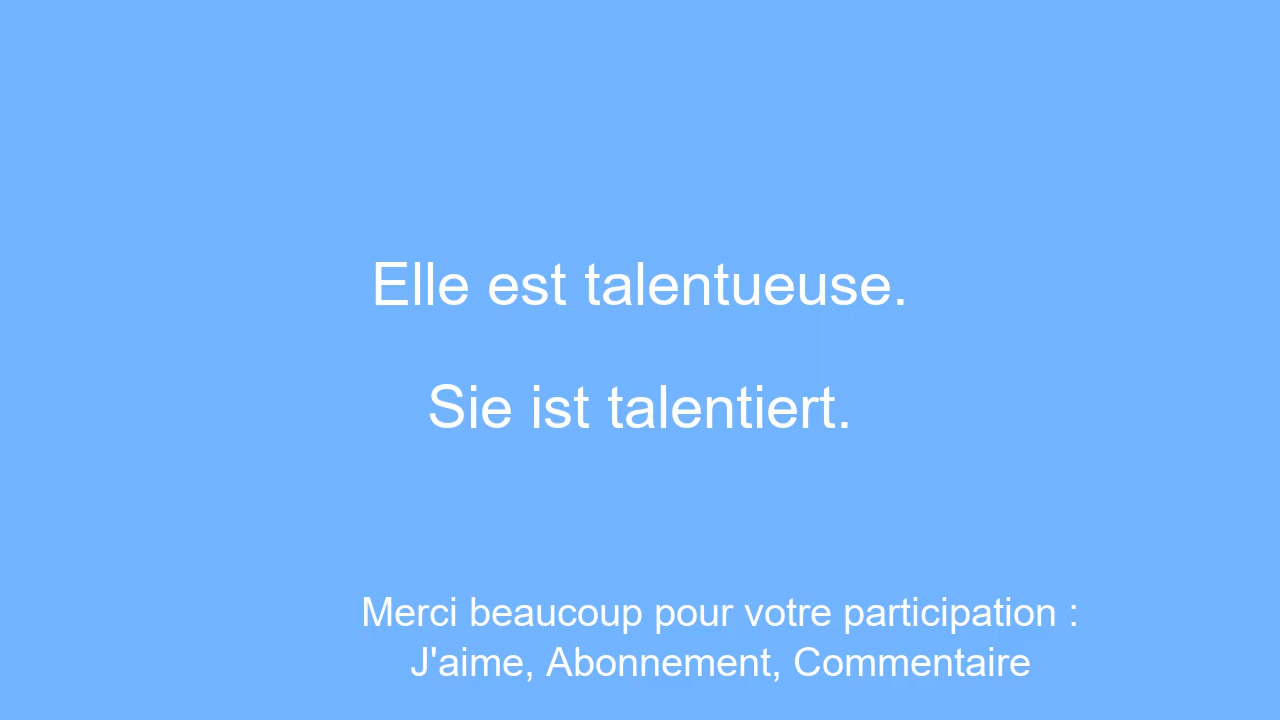 Elle est talentueuse.
Sie ist talentiert.
Merci beaucoup pour votre participation :
J'aime, Abonnement, Commentaire